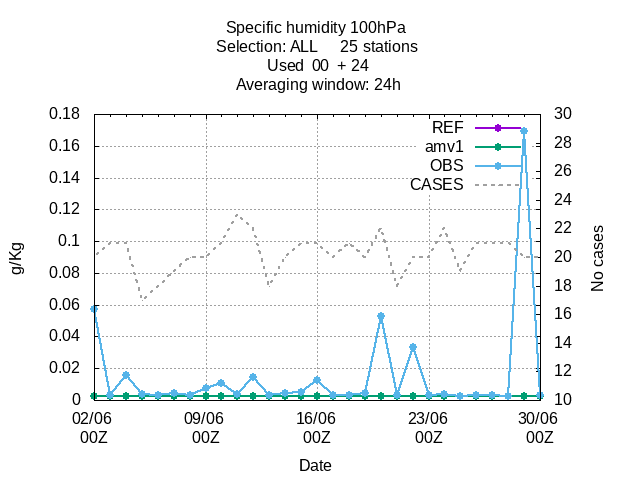 Specific humidity 100hPa
Selection: ALL     25 stations
Used  00  + 24
Averaging window: 24h
REF
amv1
OBS
CASES
g/Kg
0.18
0.16
0.14
0.12
0.1
0.08
0.06
0.04
0.02
0
30
28
26
24
22
20
18
16
14
12
10
No cases
02/06 09/06 16/06 23/06 30/06
00Z 00Z 00Z 00Z 00Z
Date